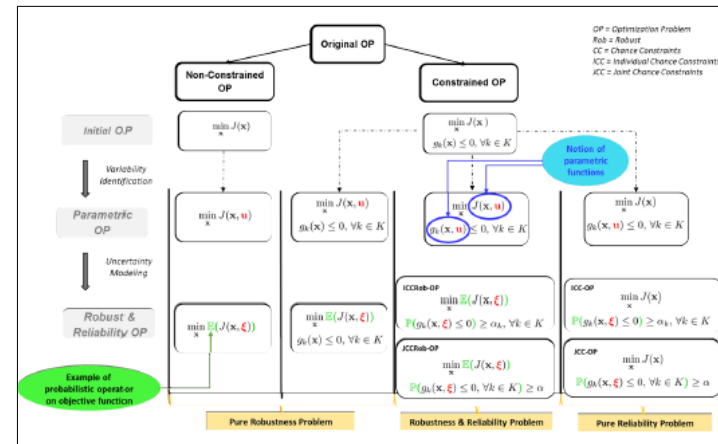 Original OP
OP = Optimization Problem
Rob = Robust
CC = Chance Constraints
ICC = Individual Chance Constraints
JCC = Joint Chance Constraints
Non-Constrained
OP
Constrained OP
Initial OP
min J(x)
x
min J(x)
x
g_k(x) ≤ 0, ∀k ∈ K
Notion of
parametric
functions
Variability
Identification
Parametric
OP
min J(x, u)
x
min J(x, u)
x
g_k(x) ≤ 0, ∀k ∈ K
min J(x, u)
x
g_k(x, u) ≤ 0, ∀k ∈ K
min J(x)
x
g_k(x, u) ≤ 0, ∀k ∈ K
Uncertainty
Modeling
Robust &
Reliability OP
min 𝔼(J(x, ξ))
x
min 𝔼(J(x, ξ))
x
g_k(x) ≤ 0, ∀k ∈ K
ICCRob-OP
min 𝔼(J(x, ξ))
x
ℙ(g_k(x, ξ) ≤ 0) ≥ α_k, ∀k ∈ K
ICC-OP
min J(x)
x
ℙ(g_k(x, ξ) ≤ 0) ≥ α_k, ∀k ∈ K
JCCRob-OP
min 𝔼(J(x, ξ))
x
ℙ(g_k(x, ξ) ≤ 0, ∀k ∈ K) ≥ α
JCC-OP
min J(x)
x
ℙ(g_k(x, ξ) ≤ 0, ∀k ∈ K) ≥ α
Example of
probabilistic operator
on objective function
Pure Robustness Problem
Robustness & Reliability Problem
Pure Reliability Problem